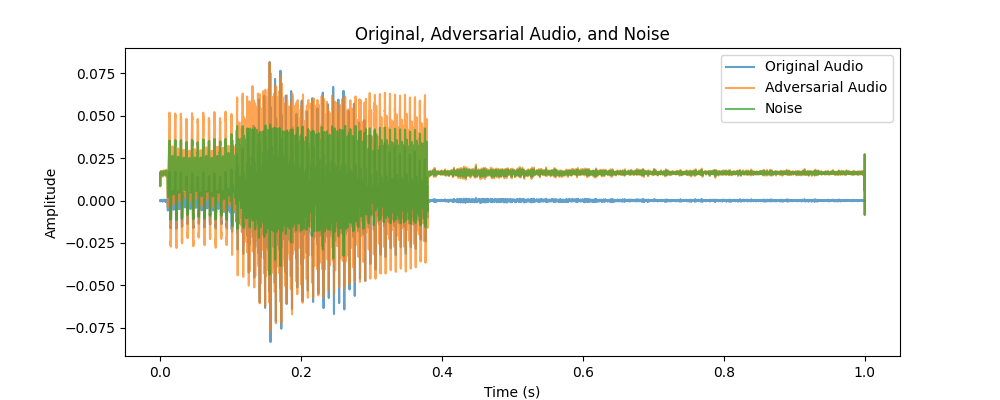 Original, Adversarial Audio, and Noise
Original Audio
Adversarial Audio
Noise
0.075
0.050
0.025
0.000
−0.025
−0.050
−0.075
Amplitude
0.0 0.2 0.4 0.6 0.8 1.0
Time (s)